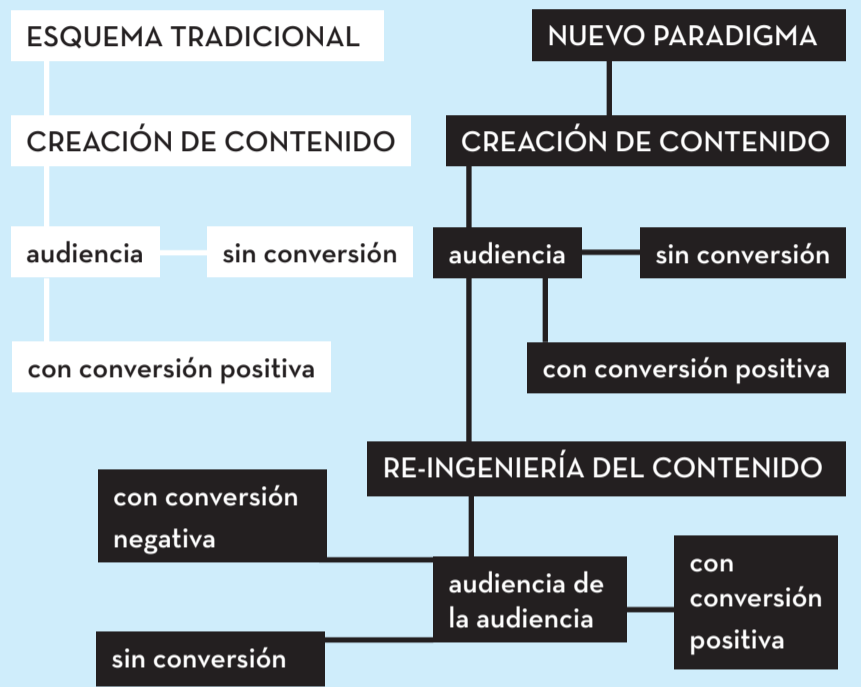 ESQUEMA TRADICIONAL
CREACIÓN DE CONTENIDO
audiencia
sin conversión
con conversión positiva
NUEVO PARADIGMA
CREACIÓN DE CONTENIDO
audiencia
sin conversión
con conversión positiva
RE-INGENIERÍA DEL CONTENIDO
con conversión
negativa
audiencia de
la audiencia
con
conversión
positiva
sin conversión